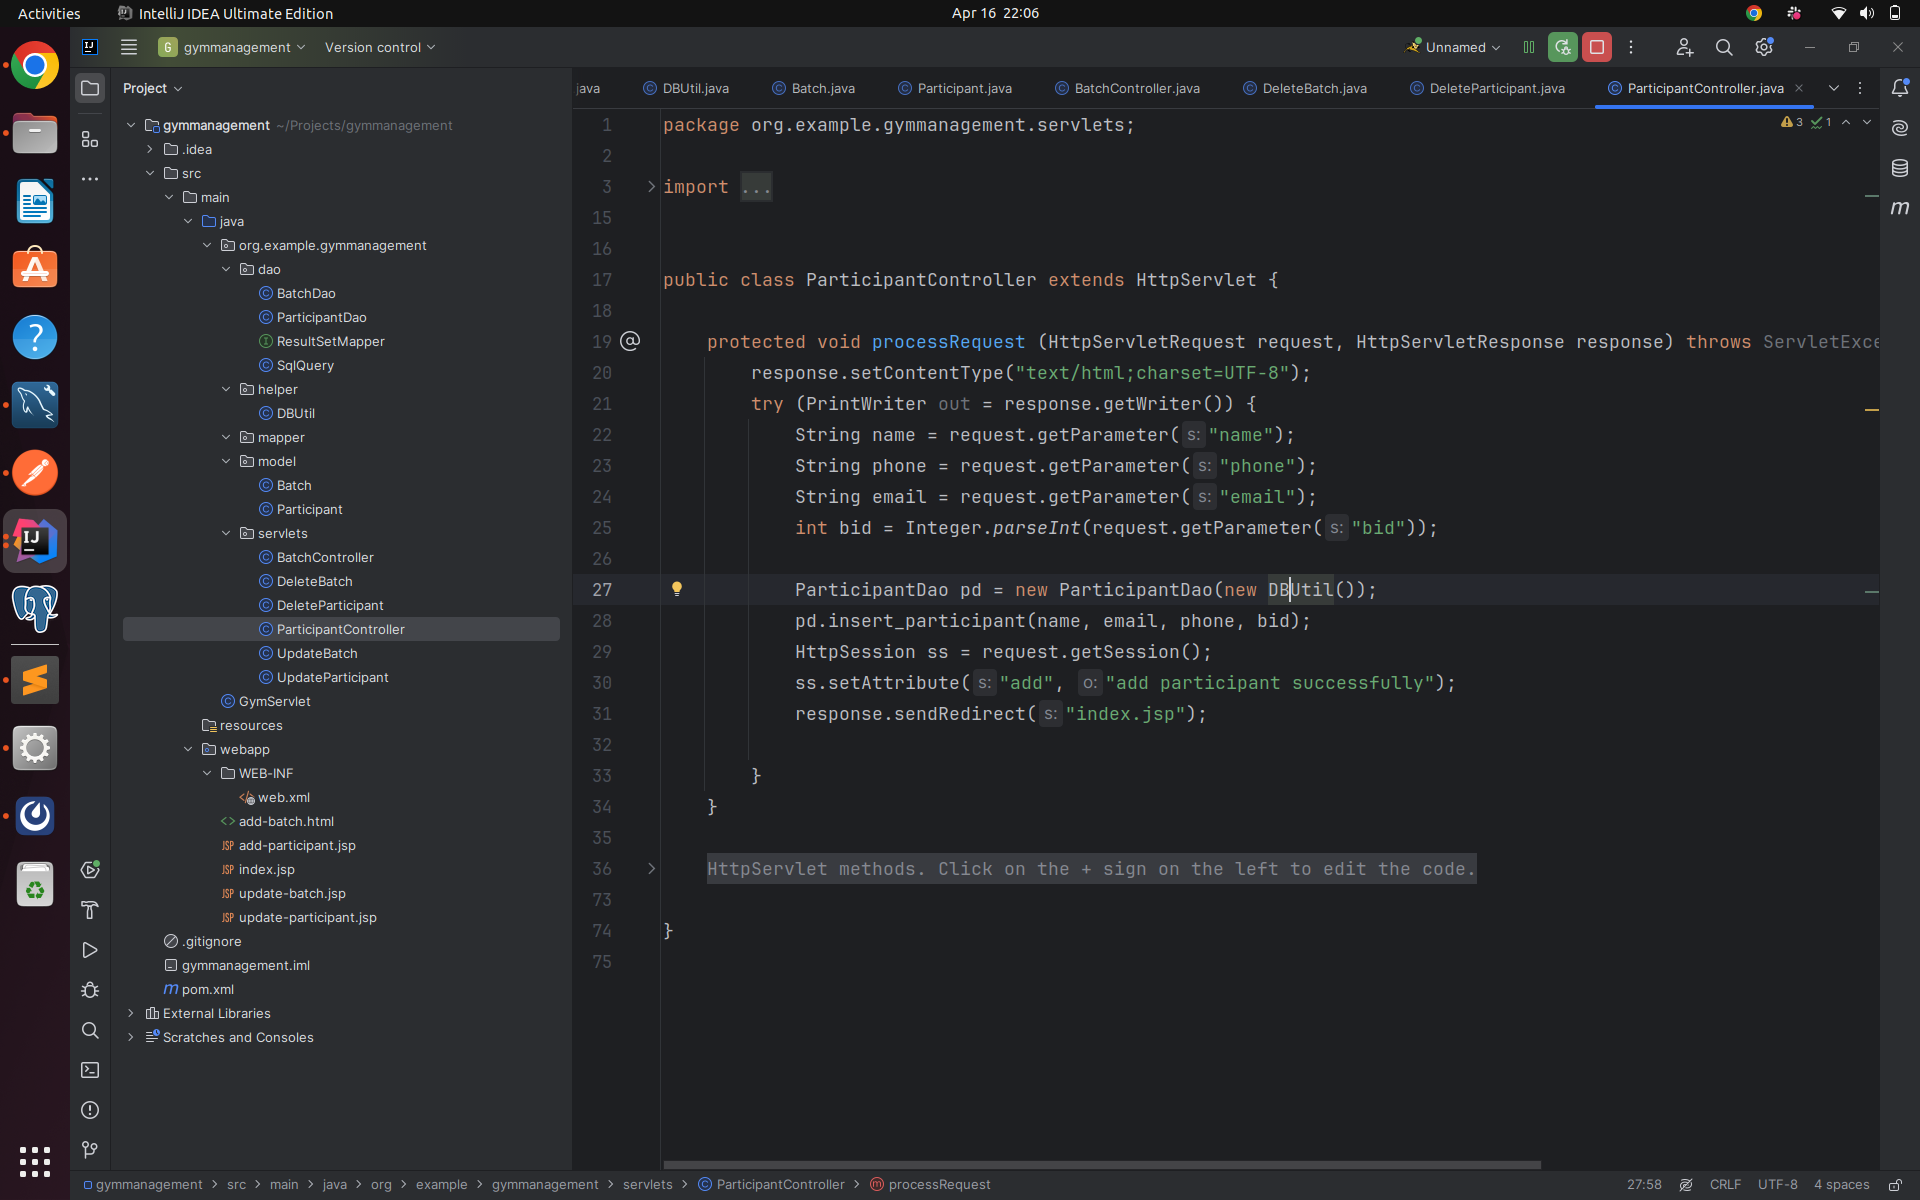 Activities
IntelliJ IDEA Ultimate Edition
Apr 16 22:06
G gymmanagement
Version control
Unnamed
Project
java
DBUtil.java
Batch.java
Participant.java
BatchController.java
DeleteBatch.java
DeleteParticipant.java
ParticipantController.java
gymmanagement ~/Projects/gymmanagement
.idea
src
main
java
org.example.gymmanagement
dao
BatchDao
ParticipantDao
ResultSetMapper
SqlQuery
helper
DBUtil
mapper
model
Batch
Participant
servlets
BatchController
DeleteBatch
DeleteParticipant
ParticipantController
UpdateBatch
UpdateParticipant
GymServlet
resources
webapp
WEB-INF
web.xml
add-batch.html
add-participant.jsp
index.jsp
update-batch.jsp
update-participant.jsp
.gitignore
gymmanagement.iml
pom.xml
External Libraries
Scratches and Consoles
3 1
1 package org.example.gymmanagement.servlets;
2
3 import ...
15
16
17 public class ParticipantController extends HttpServlet {
18
19 protected void processRequest (HttpServletRequest request, HttpServletResponse response) throws ServletExce
20 response.setContentType("text/html;charset=UTF-8");
21 try (PrintWriter out = response.getWriter()) {
22 String name = request.getParameter( s: "name");
23 String phone = request.getParameter( s: "phone");
24 String email = request.getParameter( s: "email");
25 int bid = Integer.parseInt(request.getParameter( s: "bid"));
26
27 ParticipantDao pd = new ParticipantDao(new DBUtil());
28 pd.insert_participant(name, email, phone, bid);
29 HttpSession ss = request.getSession();
30 ss.setAttribute( s: "add", o: "add participant successfully");
31 response.sendRedirect( s: "index.jsp");
32
33 }
34 }
35
36 HttpServlet methods. Click on the + sign on the left to edit the code.
73
74 }
75
gymmanagement > src > main > java > org > example > gymmanagement > servlets > ParticipantController > processRequest
27:58 CRLF UTF-8 4 spaces